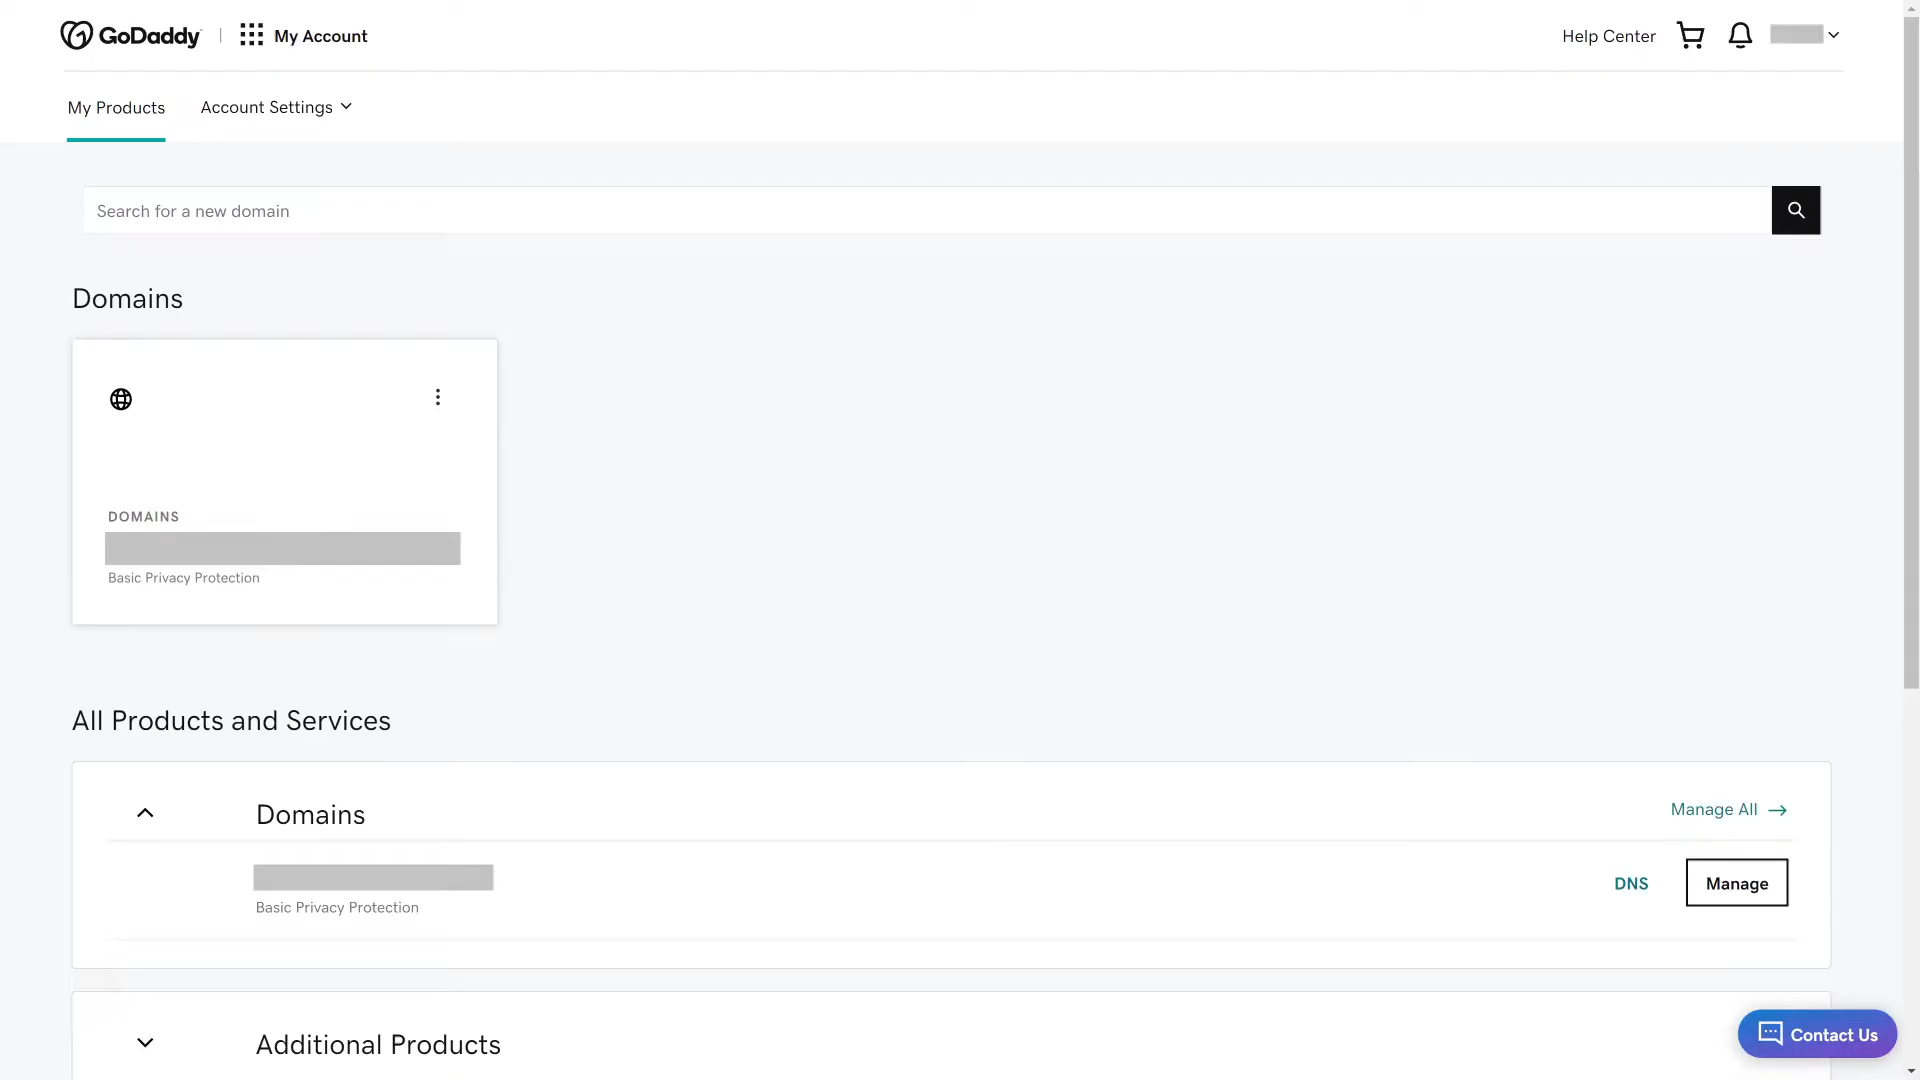 GoDaddy
My Account
Help Center
My Products
Account Settings
Search for a new domain
Domains
DOMAINS
Basic Privacy Protection
All Products and Services
Domains
Manage All
Basic Privacy Protection
DNS
Manage
Additional Products
Contact Us